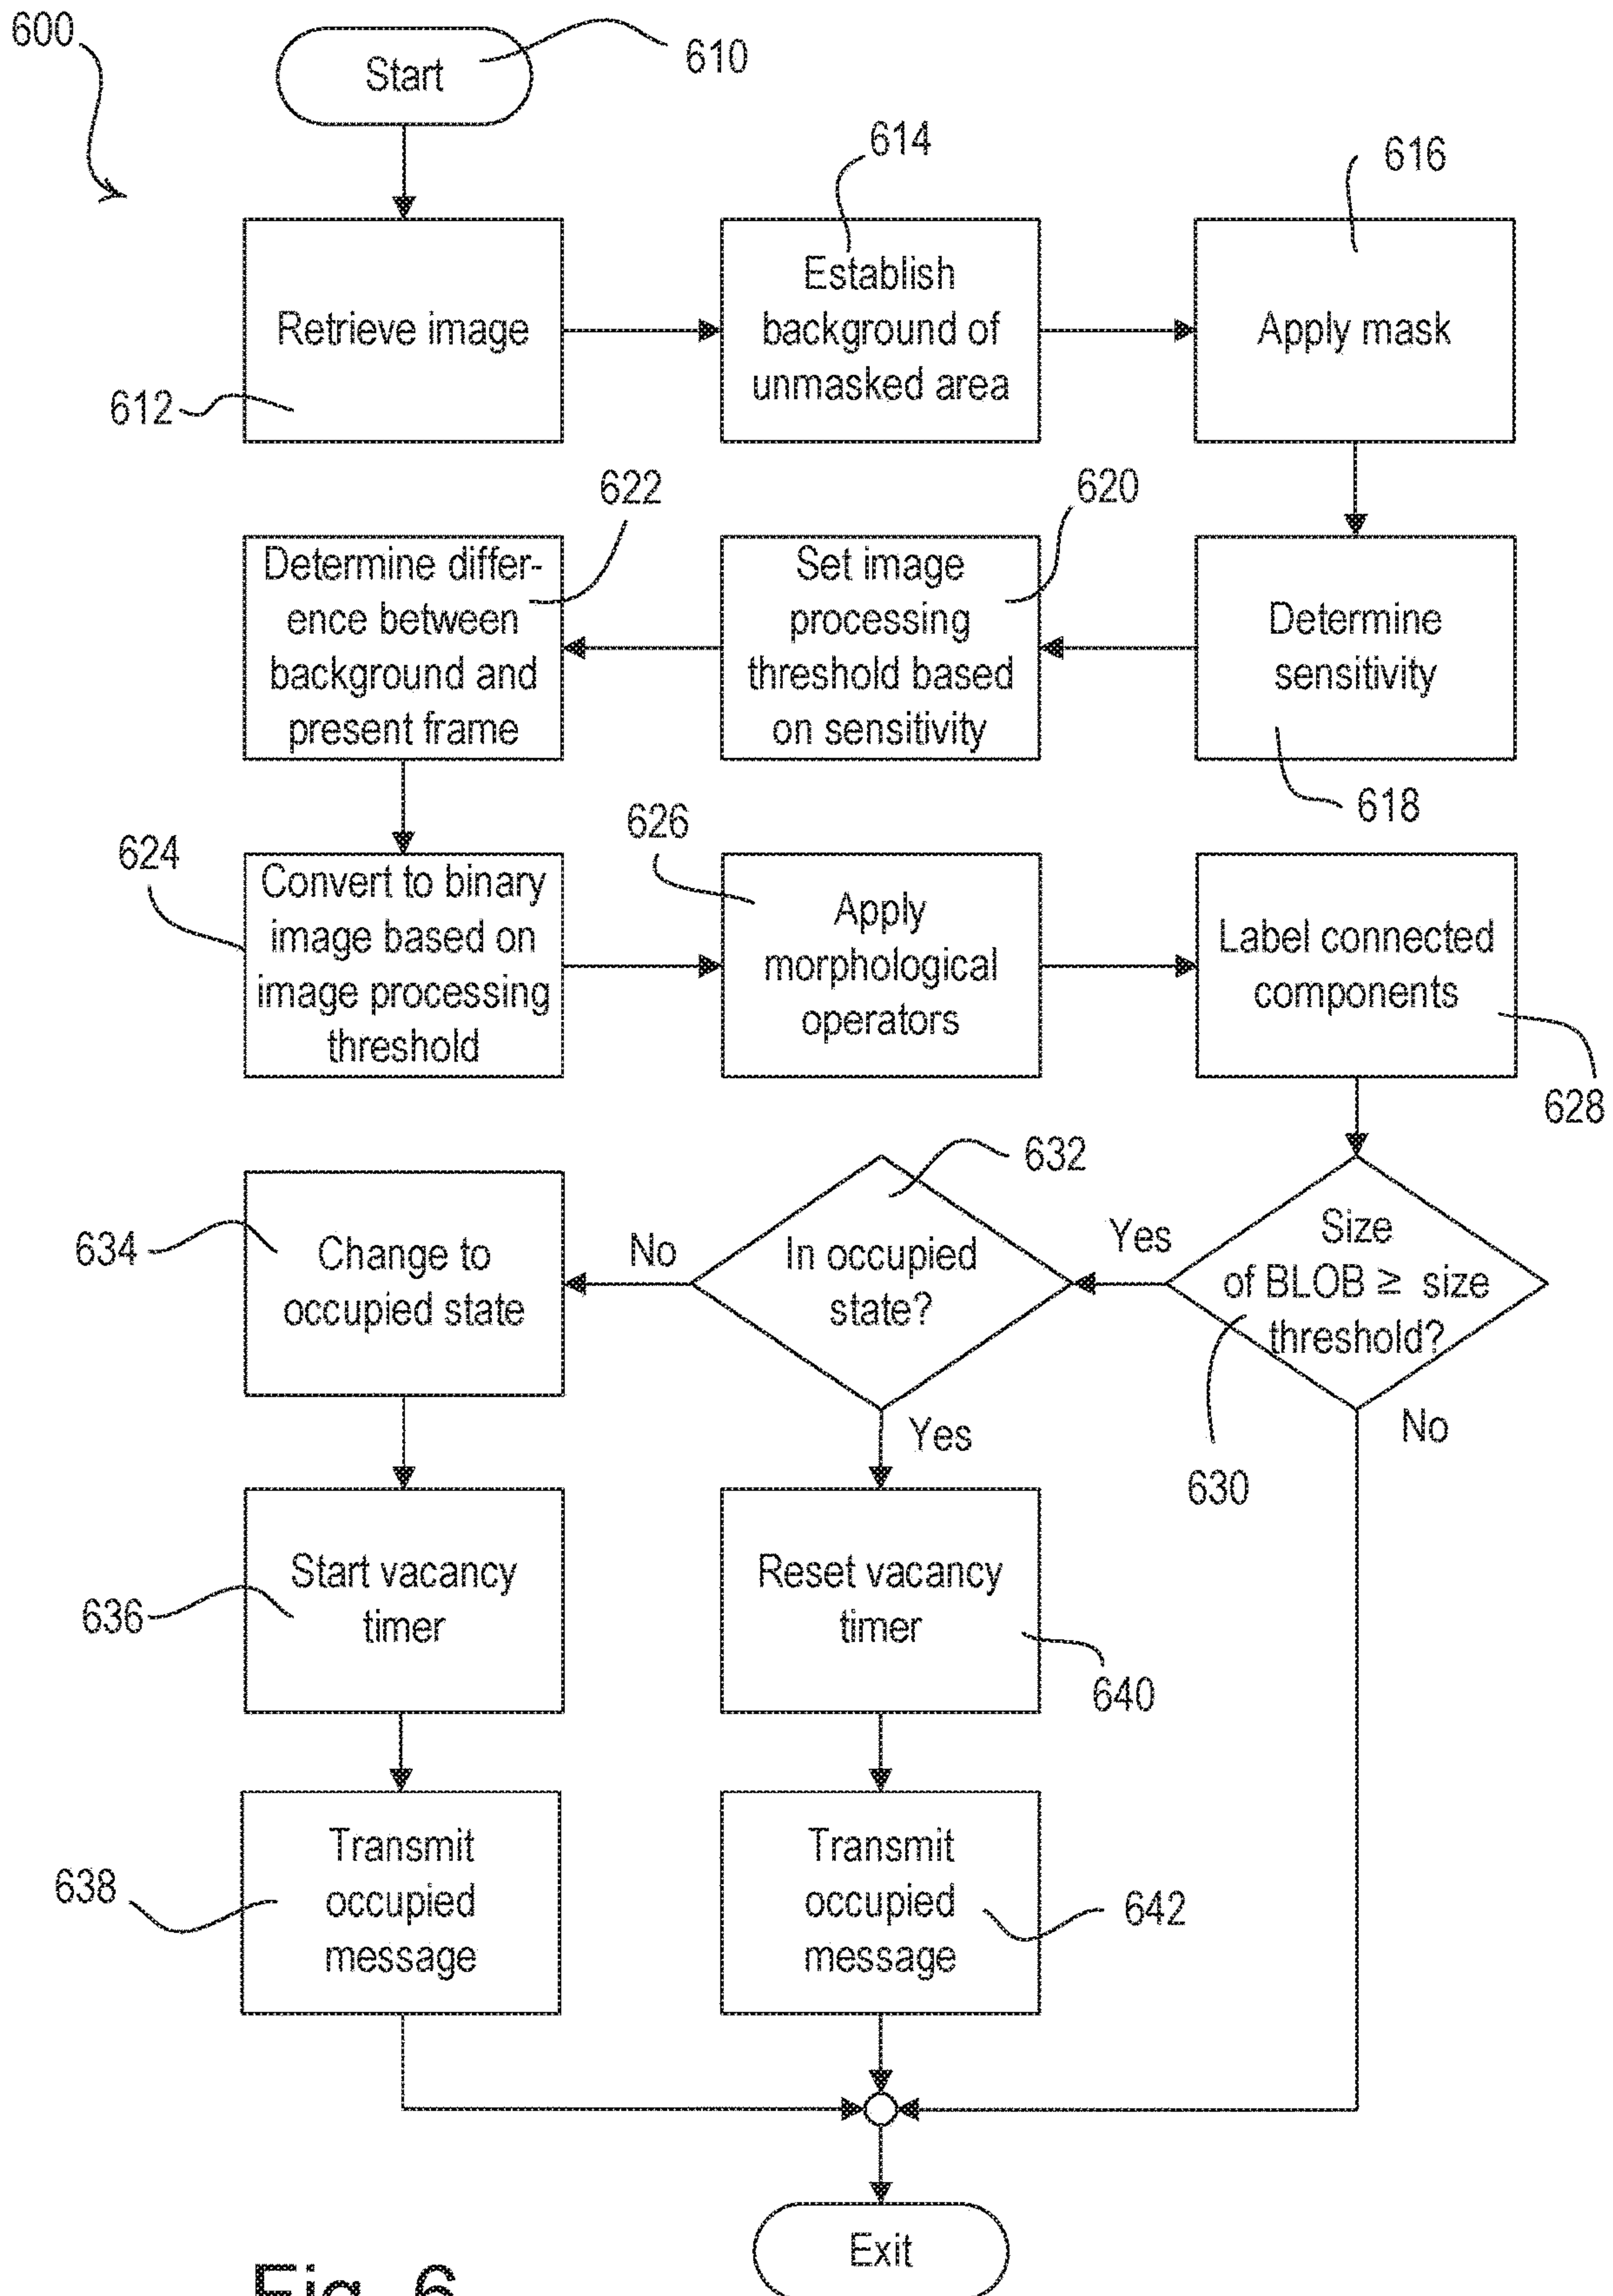 600
Start
610
614
616
Retrieve image
612
Establish
background of
unmasked area
Apply mask
622
620
Determine differ-
ence between
background and
present frame
Set image
processing
threshold based
on sensitivity
Determine
sensitivity
618
624
626
Convert to binary
image based on
image processing
threshold
Apply
morphological
operators
Label connected
components
628
632
634
Change to
occupied state
No
In occupied
state?
Yes
Size
of BLOB ≥ size
threshold?
Yes
No
630
636
Start vacancy
timer
Reset vacancy
timer
640
638
Transmit
occupied
message
Transmit
occupied
message
642
Exit
Fig. 6